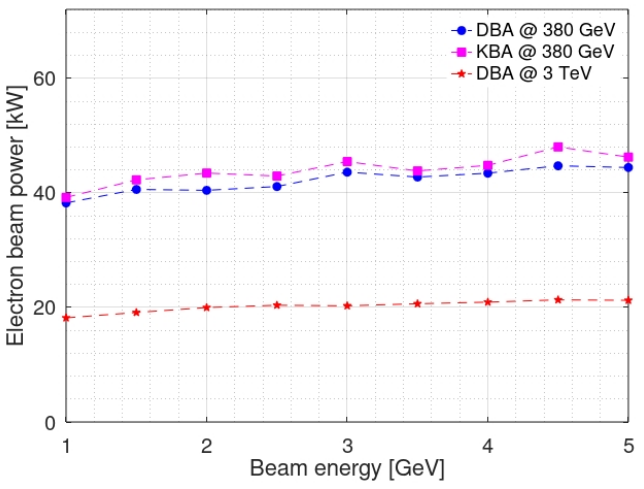 DBA @ 380 GeV
KBA @ 380 GeV
DBA @ 3 TeV
60
40
20
0
Electron beam power [kW]
1 2 3 4 5
Beam energy [GeV]